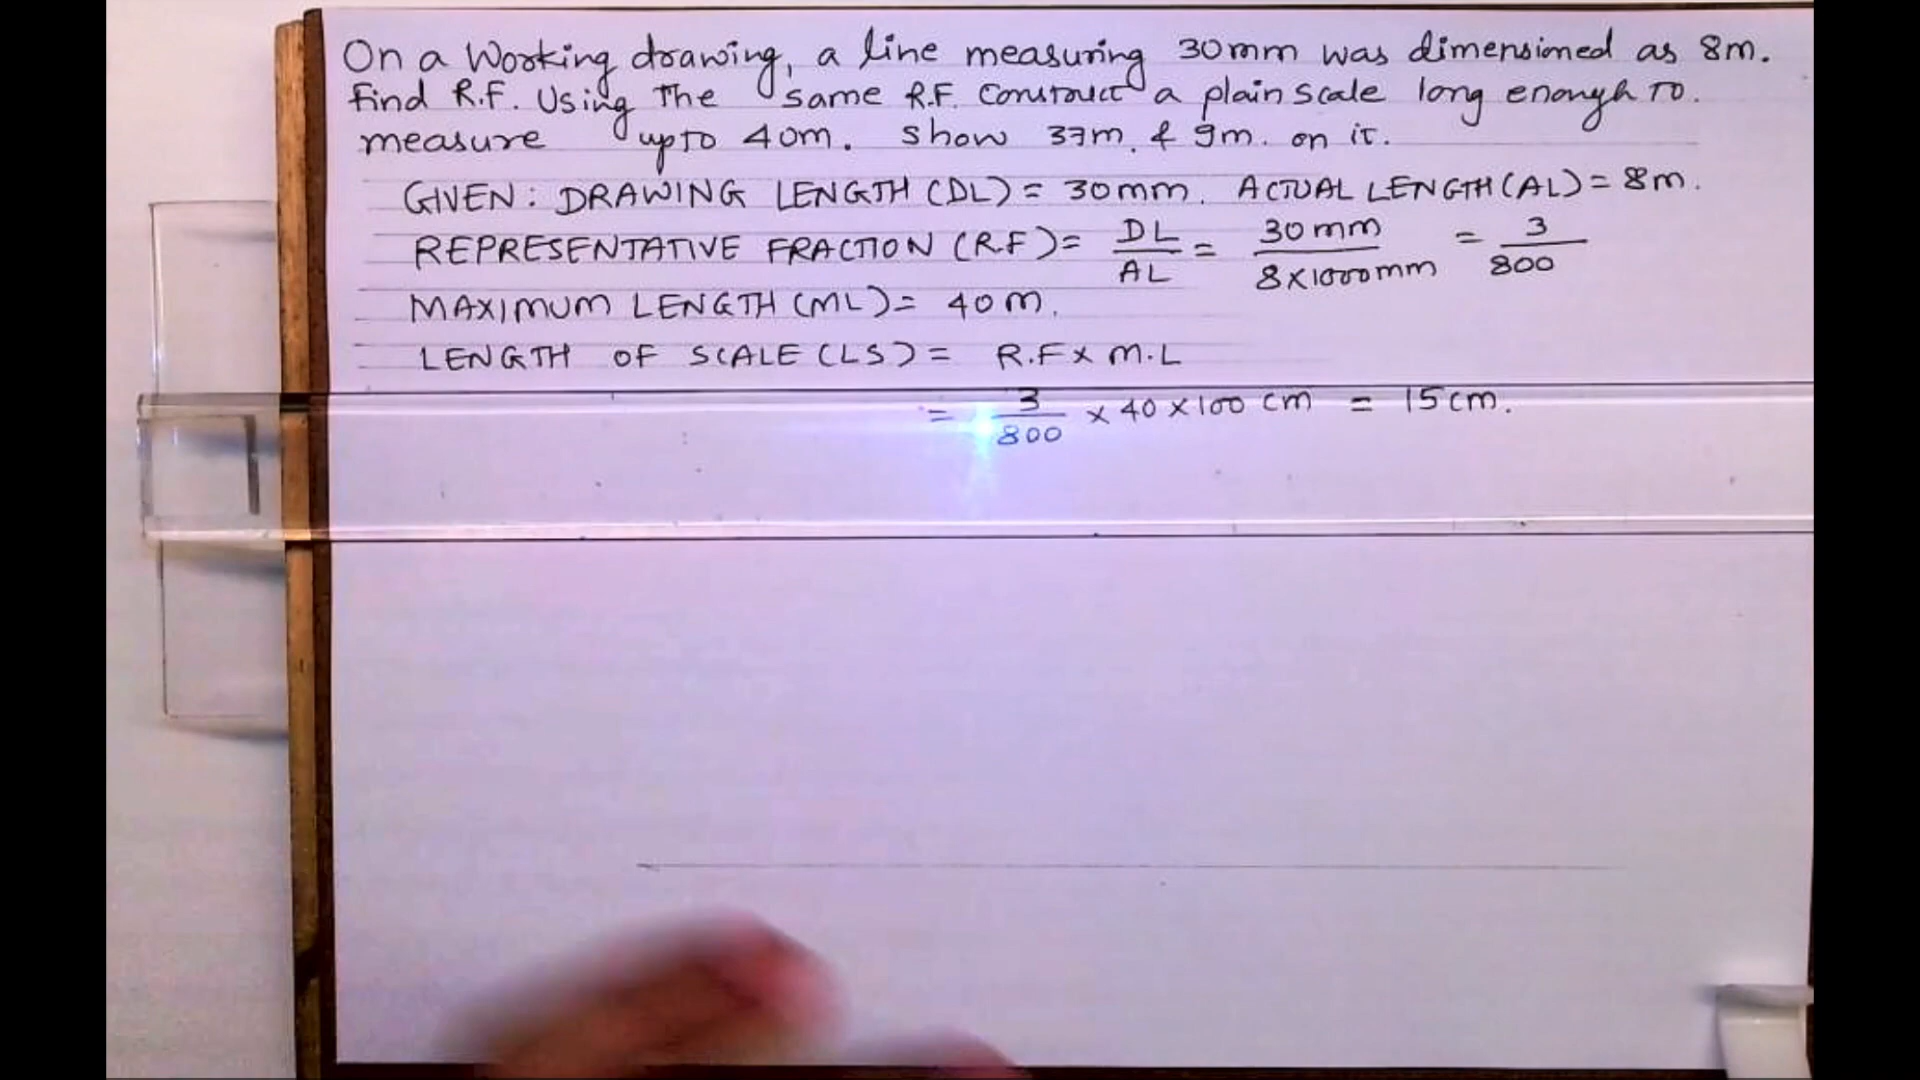 On a Working drawing, a line measuring 30mm was dimensioned as 8m.
Find R.F. Using The same R.F. Construct a plain scale long enough TO.
measure upto 40m. show 37m. & 9m. on it.
GIVEN: DRAWING LENGTH (DL) = 30mm. ACTUAL LENGTH (AL) = 8m.
REPRESENTATIVE FRACTION (R.F) = DL/AL = 30mm/8x1000mm = 3/800
MAXIMUM LENGTH (ML) = 40m.
LENGTH OF SCALE (LS) = R.F x M.L
= 3/800 x 40 x 100 cm = 15cm.